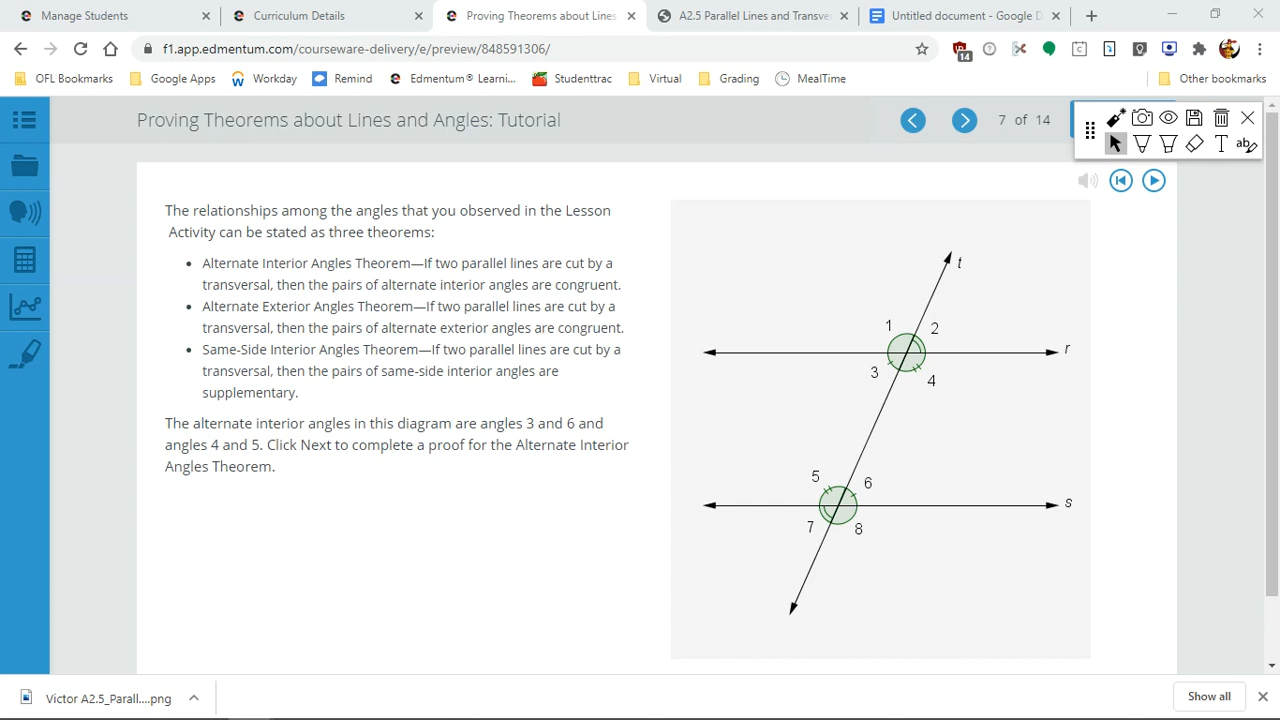 Manage Students
Curriculum Details
Proving Theorems about Lines
A2.5 Parallel Lines and Transve
Untitled document - Google D
f1.app.edmentum.com/courseware-delivery/e/preview/848591306/
14
OFL Bookmarks
Google Apps
Workday
Remind
Edmentum® Learni...
Studenttrac
Virtual
Grading
MealTime
Other bookmarks
Proving Theorems about Lines and Angles: Tutorial
7 of 14
T
ab
The relationships among the angles that you observed in the Lesson
Activity can be stated as three theorems:
• Alternate Interior Angles Theorem—If two parallel lines are cut by a
transversal, then the pairs of alternate interior angles are congruent.
• Alternate Exterior Angles Theorem—If two parallel lines are cut by a
transversal, then the pairs of alternate exterior angles are congruent.
• Same-Side Interior Angles Theorem—If two parallel lines are cut by a
transversal, then the pairs of same-side interior angles are
supplementary.
The alternate interior angles in this diagram are angles 3 and 6 and
angles 4 and 5. Click Next to complete a proof for the Alternate Interior
Angles Theorem.
t
1 2
r
3 4
5 6
s
7 8
Victor A2.5_Parall....png
Show all